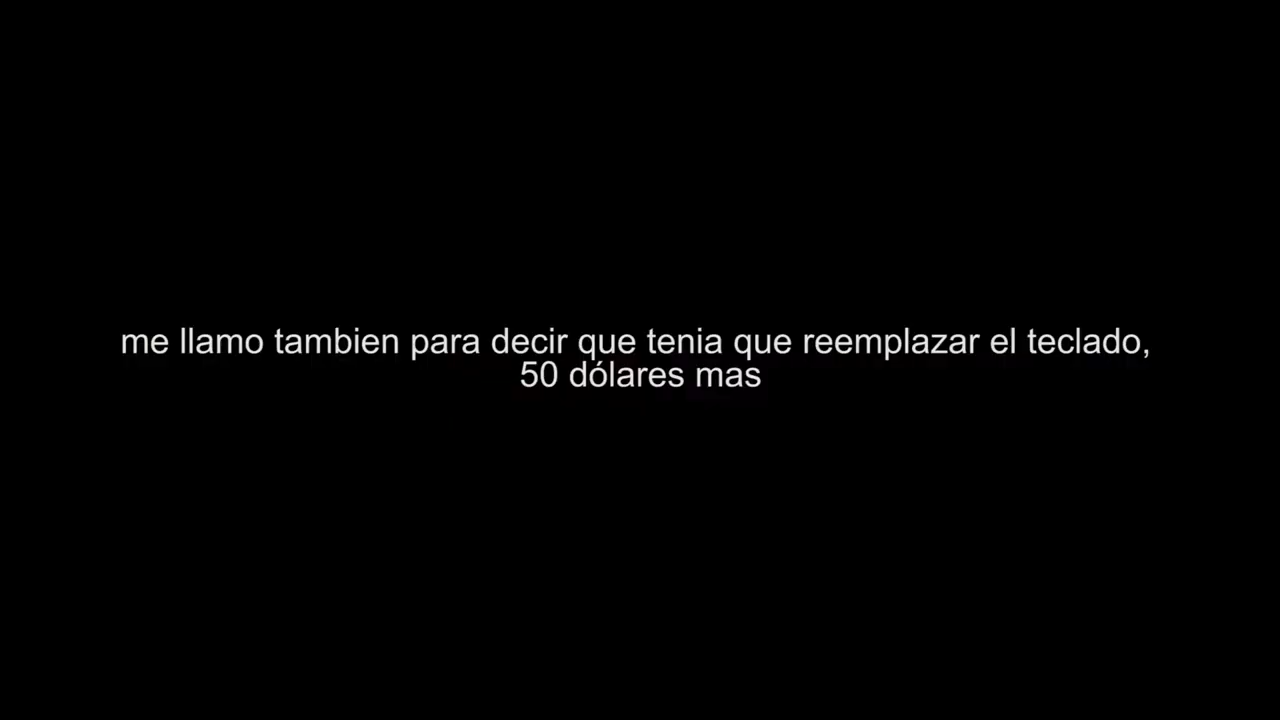 me llamo tambien para decir que tenia que reemplazar el teclado,
50 dólares mas